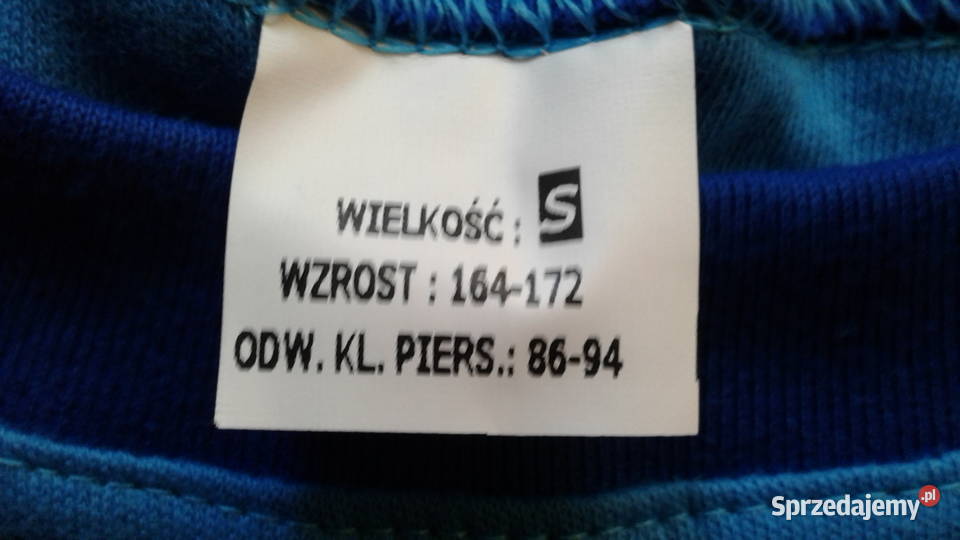 WIELKOŚĆ : S
WZROST : 164-172
ODW. KL. PIERS.: 86-94
Sprzedajemy.pl